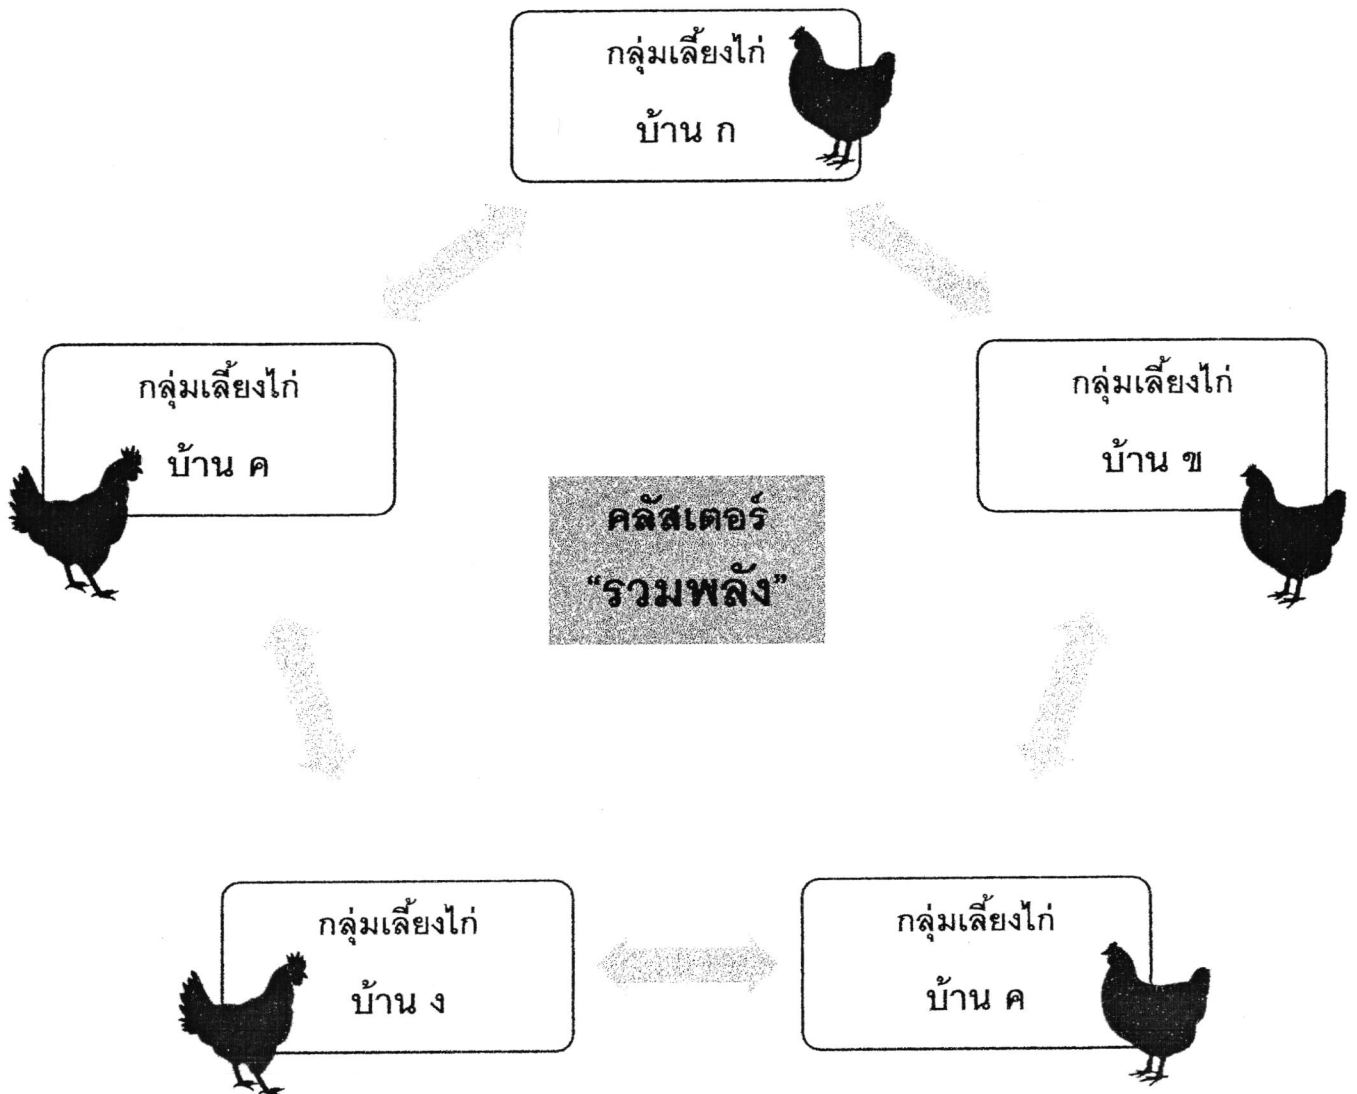 กลุ่มเลี้ยงไก่
บ้าน ก
กลุ่มเลี้ยงไก่
บ้าน ค
กลุ่มเลี้ยงไก่
บ้าน ข
คลัสเตอร์
“รวมพลัง”
กลุ่มเลี้ยงไก่
บ้าน ง
กลุ่มเลี้ยงไก่
บ้าน ค